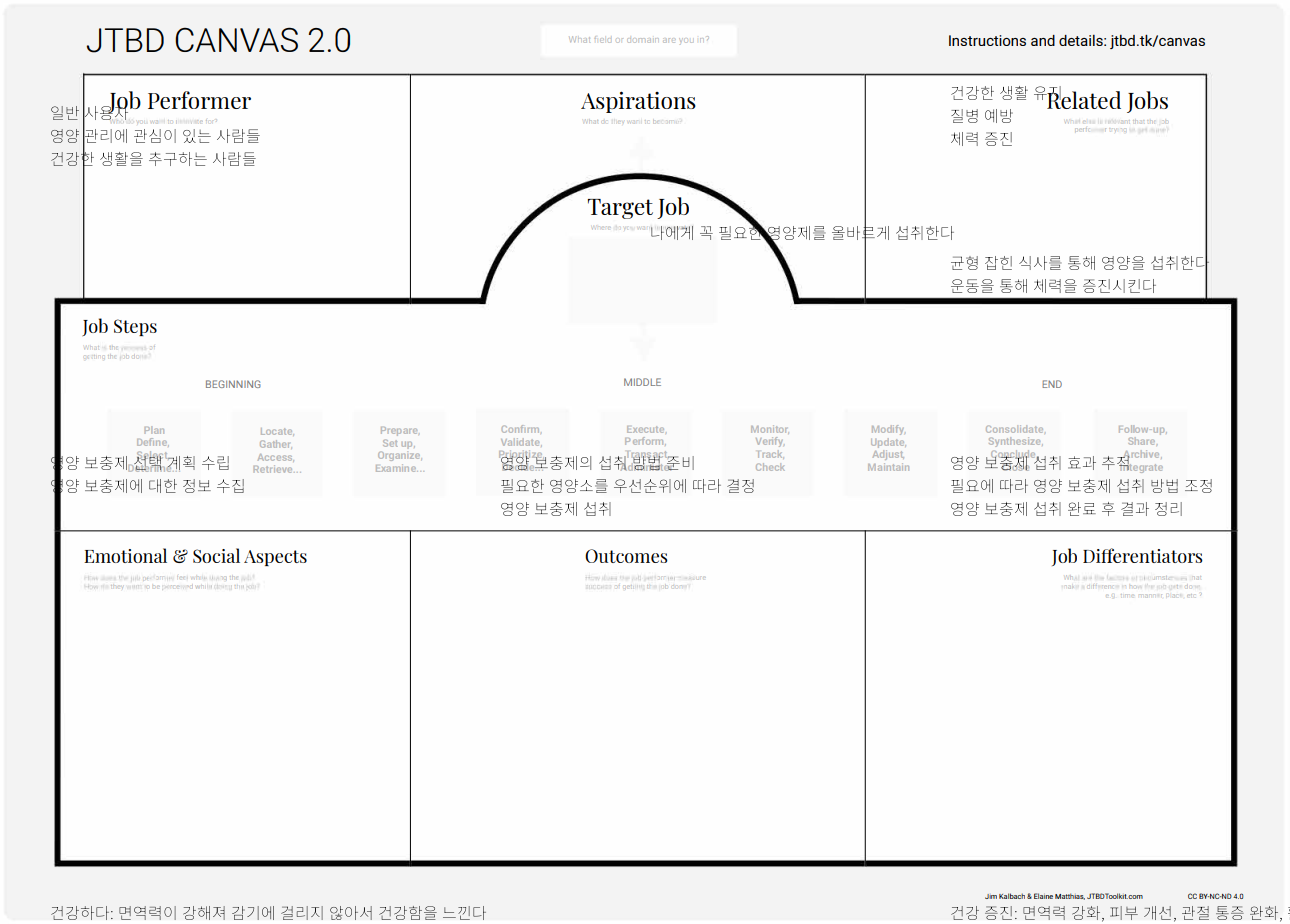 JTBD CANVAS 2.0
What field or domain are you in?
Instructions and details: jtbd.tk/canvas
Job Performer
Who do you want to innovate for?
일반 사용자
영양 관리에 관심이 있는 사람들
건강한 생활을 추구하는 사람들
Aspirations
What do they want to become?
건강한 생활 유지
질병 예방
체력 증진
Related Jobs
What else is relevant that the job
performer trying to get done?
Target Job
Where do you want
나에게 꼭 필요한 영양제를 올바르게 섭취한다
균형 잡힌 식사를 통해 영양을 섭취한다
운동을 통해 체력을 증진시킨다
Job Steps
What is the process of
getting the job done?
BEGINNING
MIDDLE
END
Plan
Define,
Select,
Determine...
Locate,
Gather,
Access,
Retrieve...
Prepare,
Set up,
Organize,
Examine...
Confirm,
Validate,
Prioritize,
Decide...
Execute,
Perform,
Transact,
Administer
Monitor,
Verify,
Track,
Check
Modify,
Update,
Adjust,
Maintain
Consolidate,
Synthesize,
Conclude,
Close
Follow-up,
Share,
Archive,
Integrate
영양 보충제 선택 계획 수립
영양 보충제에 대한 정보 수집
영양 보충제의 섭취 방법 준비
필요한 영양소를 우선순위에 따라 결정
영양 보충제 섭취
영양 보충제 섭취 효과 추적
필요에 따라 영양 보충제 섭취 방법 조정
영양 보충제 섭취 완료 후 결과 정리
Emotional & Social Aspects
How does the job performer feel while doing the job?
How do they want to be perceived while doing the job?
Outcomes
How does the job performer measure
success of getting the job done?
Job Differentiators
What are the factors or circumstances that
make a difference in how the job gets done,
e.g., time, manner, place, etc.?
Jim Kalbach & Elaine Matthias, JTBDToolkit.com
CC BY-NC-ND 4.0
건강하다: 면역력이 강해져 감기에 걸리지 않아서 건강함을 느낀다
건강 증진: 면역력 강화, 피부 개선, 관절 통증 완화,